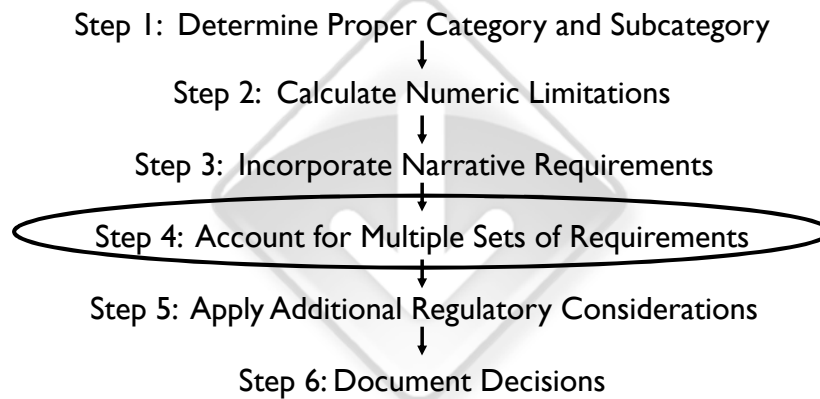 Step 1: Determine Proper Category and Subcategory
Step 2: Calculate Numeric Limitations
Step 3: Incorporate Narrative Requirements
Step 4: Account for Multiple Sets of Requirements
Step 5: Apply Additional Regulatory Considerations
Step 6: Document Decisions